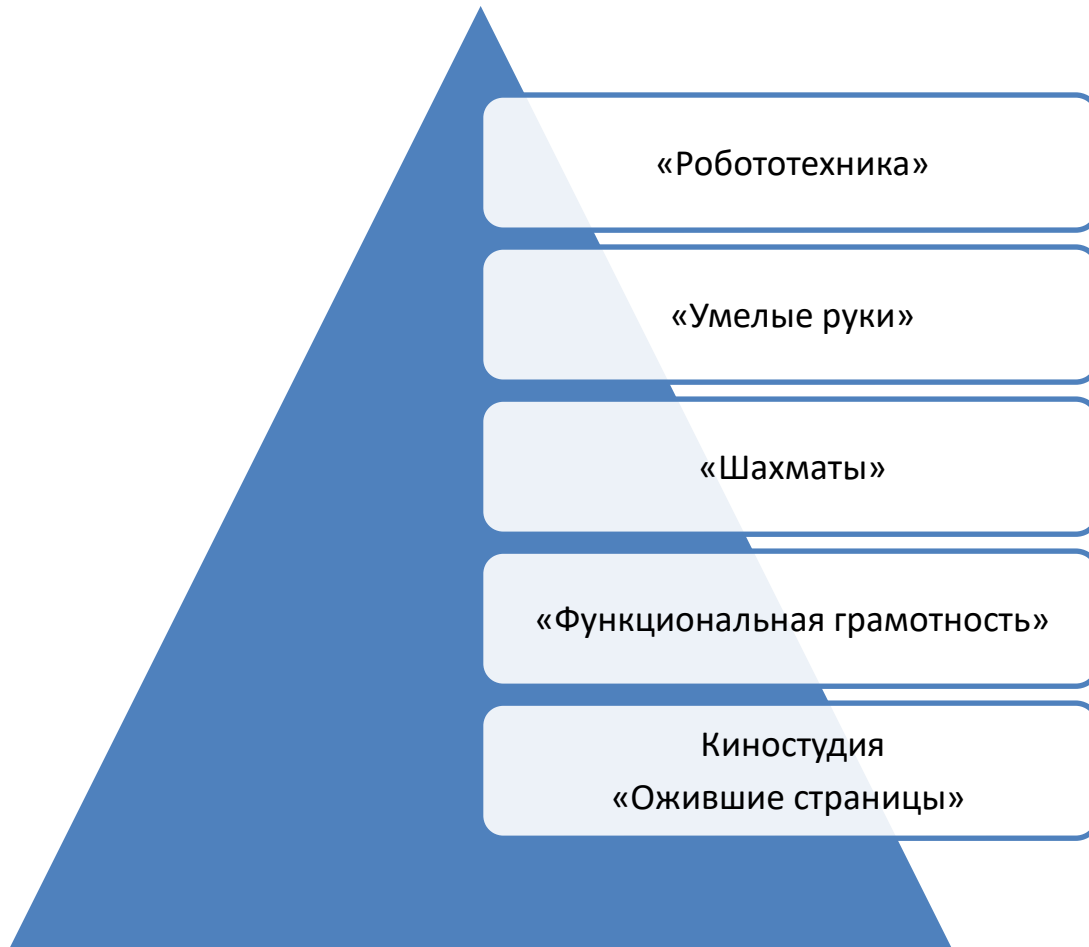 «Робототехника»
«Умелые руки»
«Шахматы»
«Функциональная грамотность»
Киностудия
«Ожившие страницы»